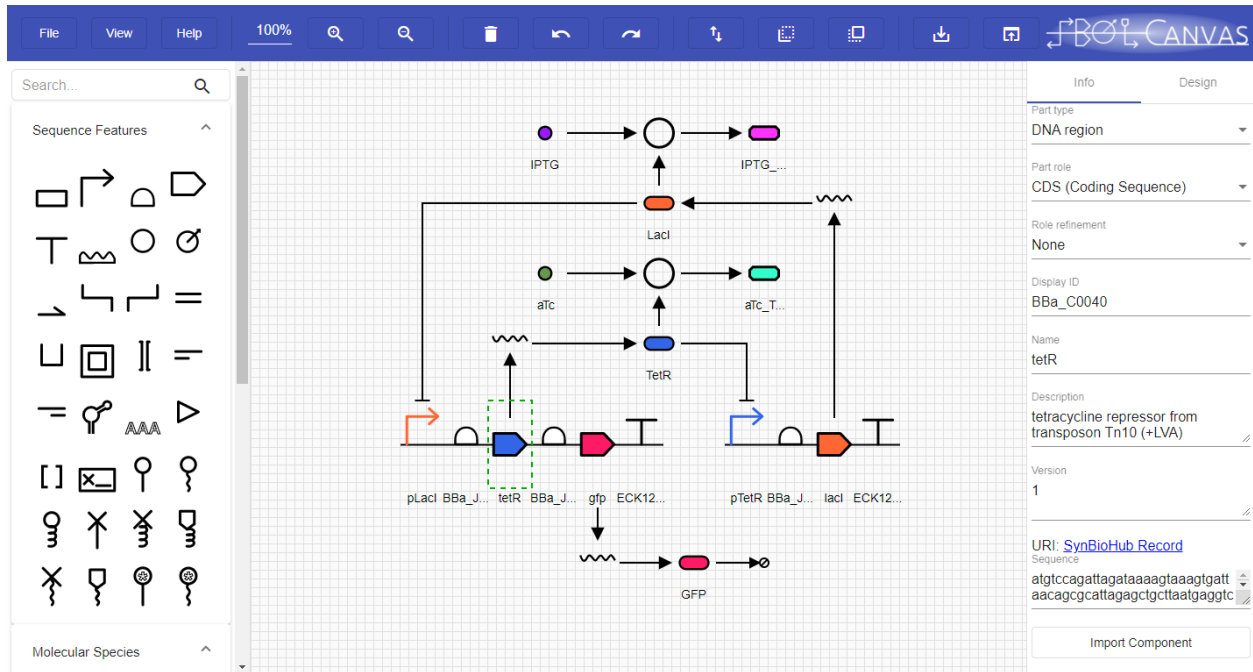 File View Help 100%
SBOL CANVAS
Search...
Sequence Features
Molecular Species
IPTG
IPTG_...
LacI
aTc
aTc_T...
TetR
pLacI BBa_J... tetR BBa_J... gfp ECK12...
pTetR BBa_J... lacI ECK12...
GFP
Info Design
Part type
DNA region
Part role
CDS (Coding Sequence)
Role refinement
None
Display ID
BBa_C0040
Name
tetR
Description
tetracycline repressor from
transposon Tn10 (+LVA)
Version
1
URI: SynBioHub Record
Sequence
atgtccagattagataaaagtaaagtgatt
aacagcgcattagagctgcttaatgaggtc
Import Component